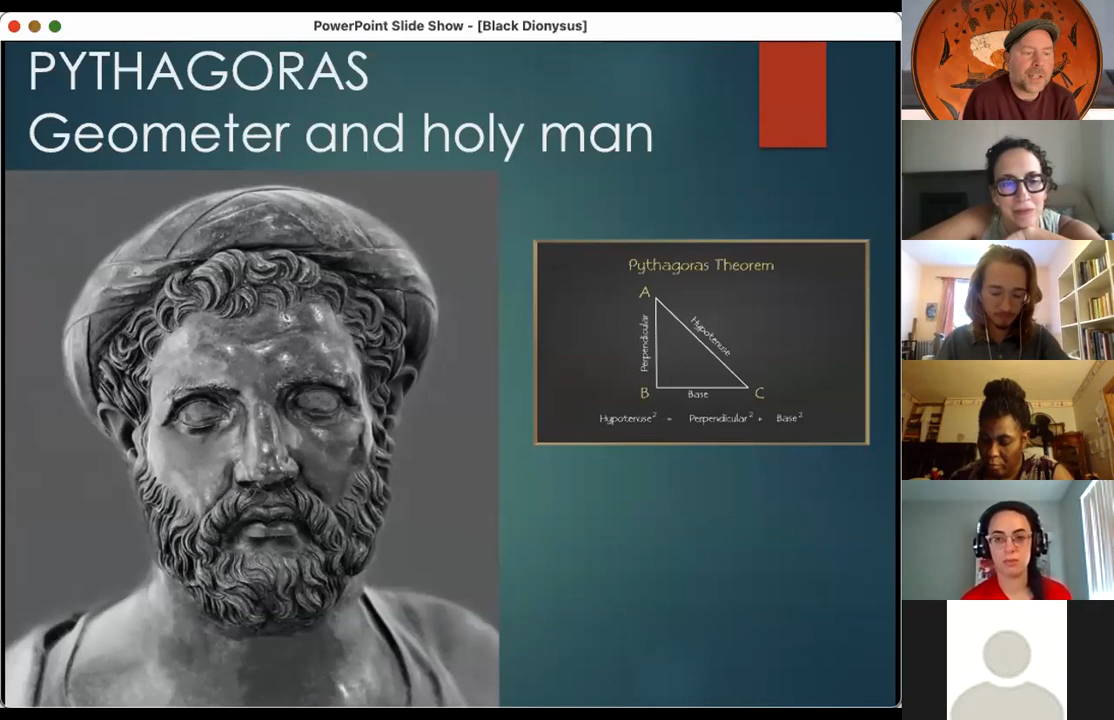 PowerPoint Slide Show - [Black Dionysus]
PYTHAGORAS
Geometer and holy man
Pythagoras Theorem
A
Perpendicular
Hypotenuse
B
Base
C
Hypotenuse² = Perpendicular² + Base²